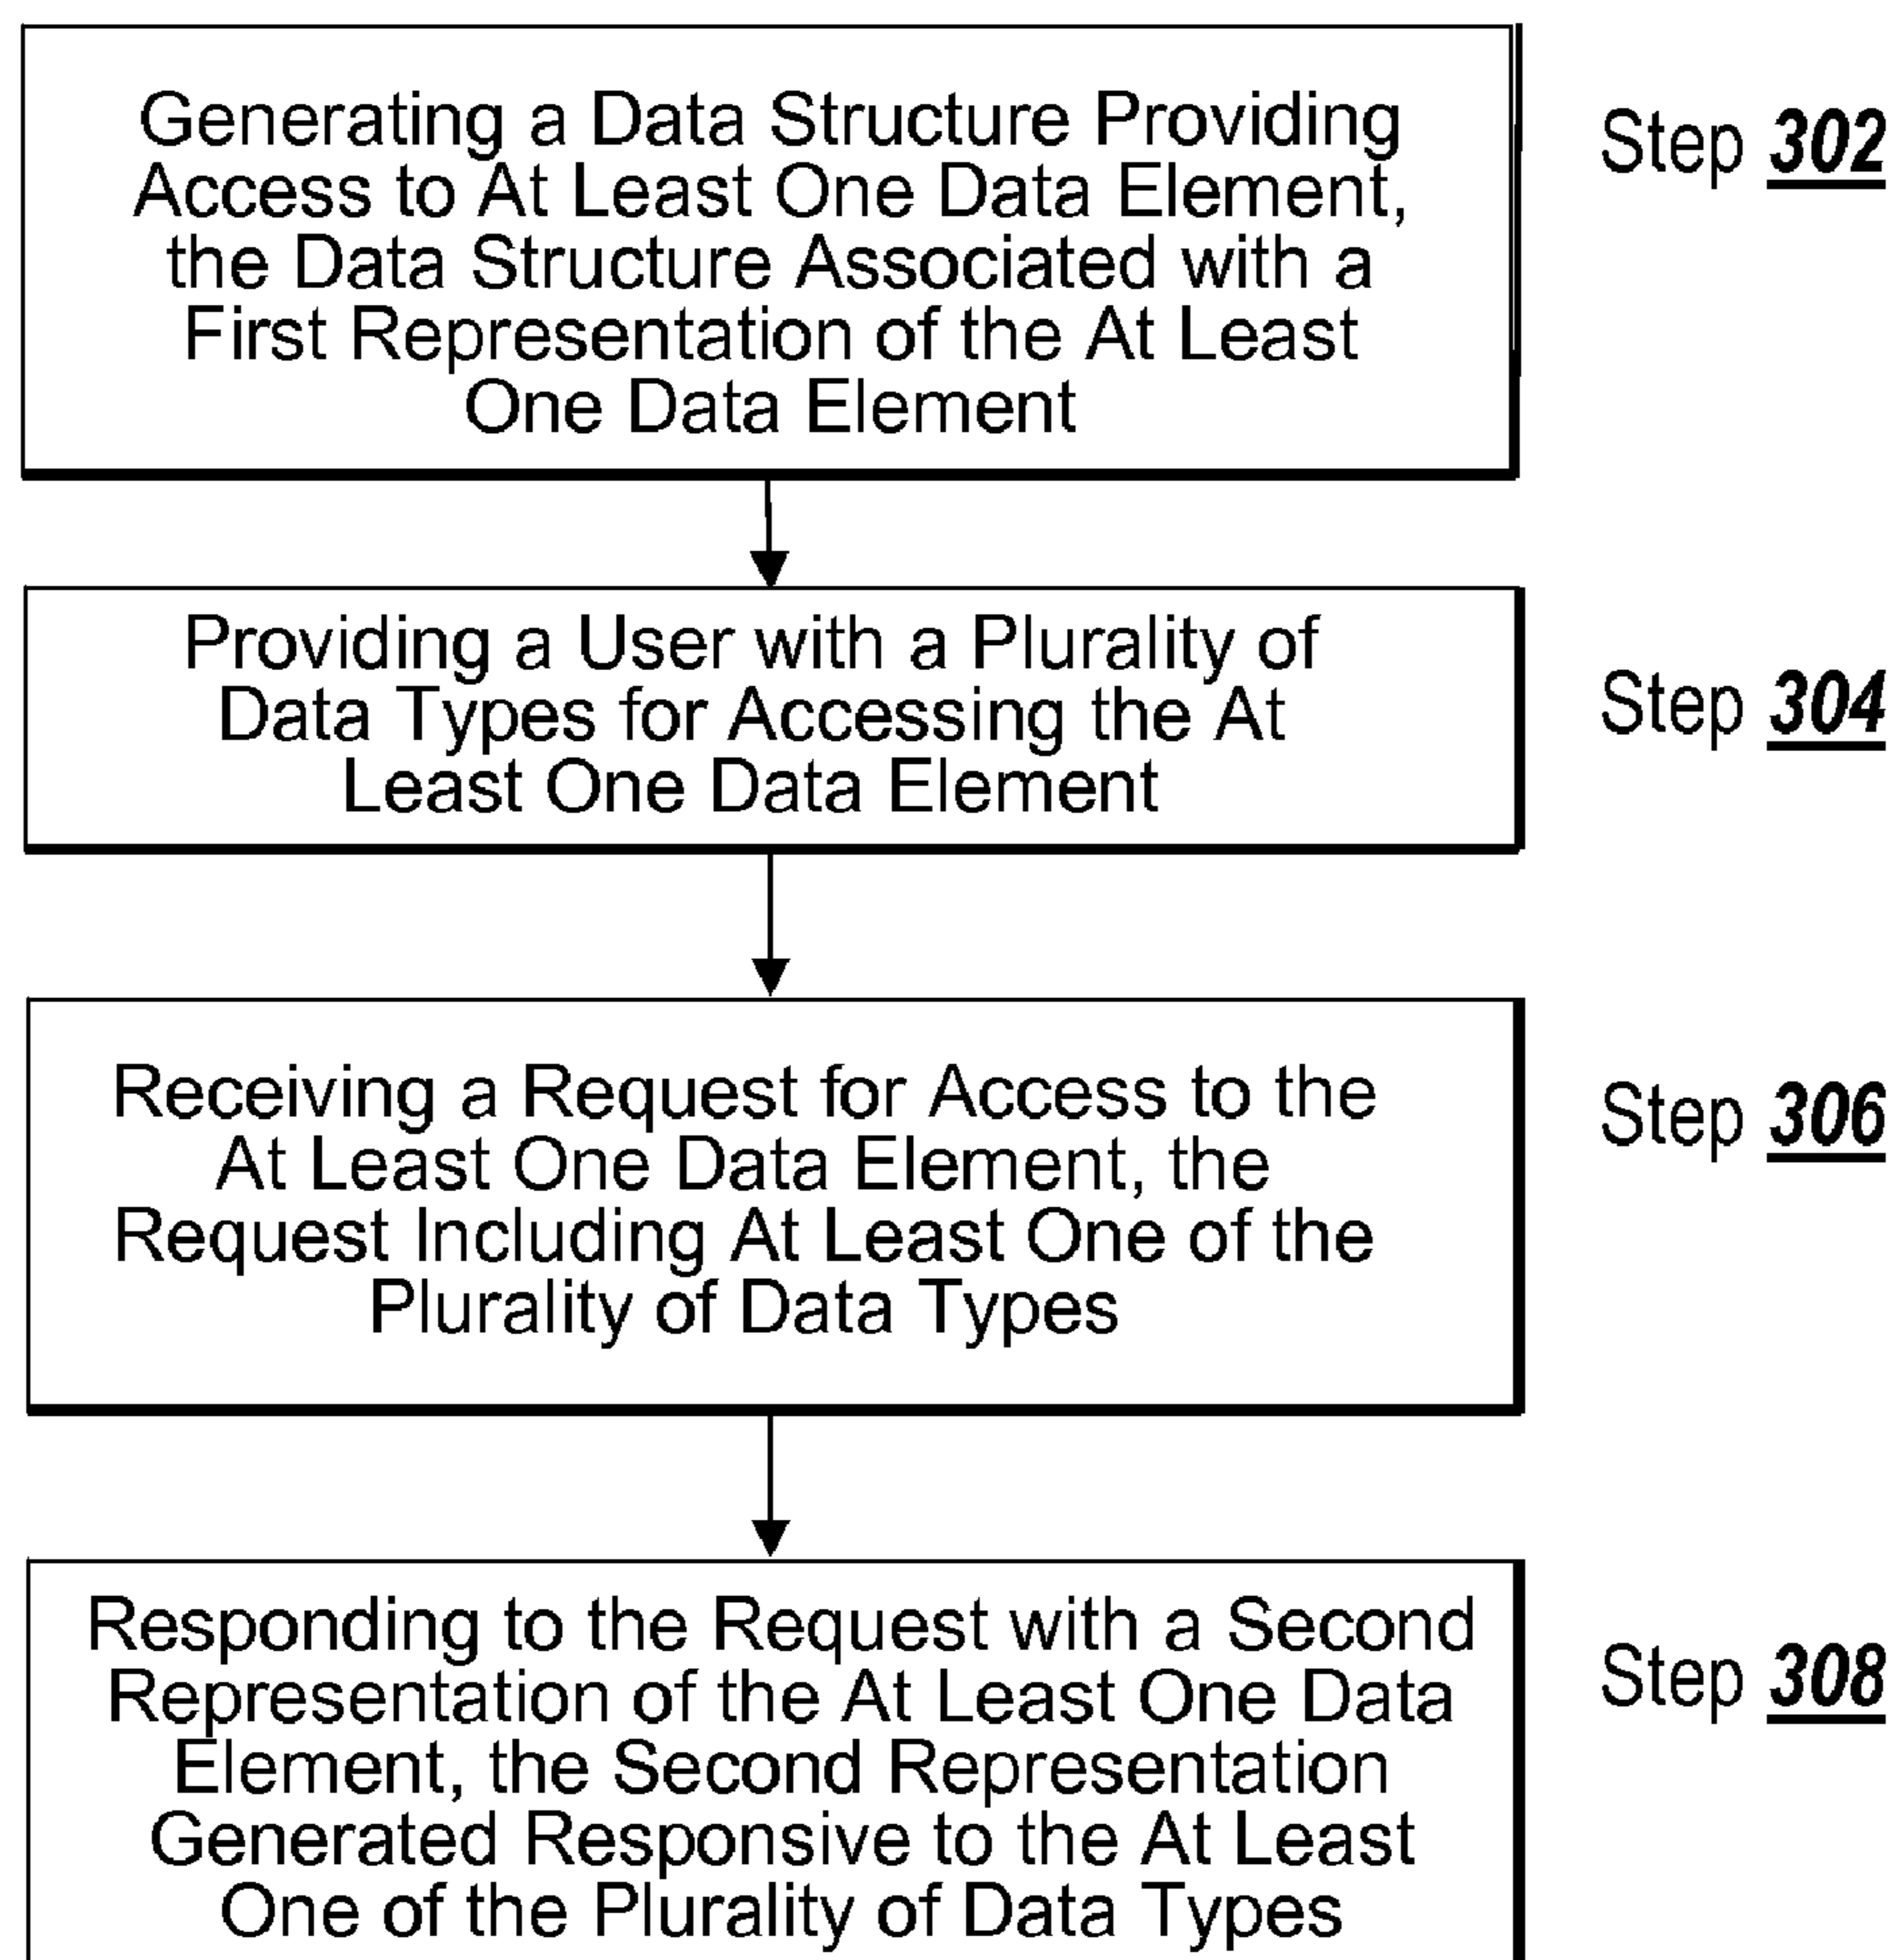 Generating a Data Structure Providing
Access to At Least One Data Element,
the Data Structure Associated with a
First Representation of the At Least
One Data Element
Step 302
Providing a User with a Plurality of
Data Types for Accessing the At
Least One Data Element
Step 304
Receiving a Request for Access to the
At Least One Data Element, the
Request Including At Least One of the
Plurality of Data Types
Step 306
Responding to the Request with a Second
Representation of the At Least One Data
Element, the Second Representation
Generated Responsive to the At Least
One of the Plurality of Data Types
Step 308